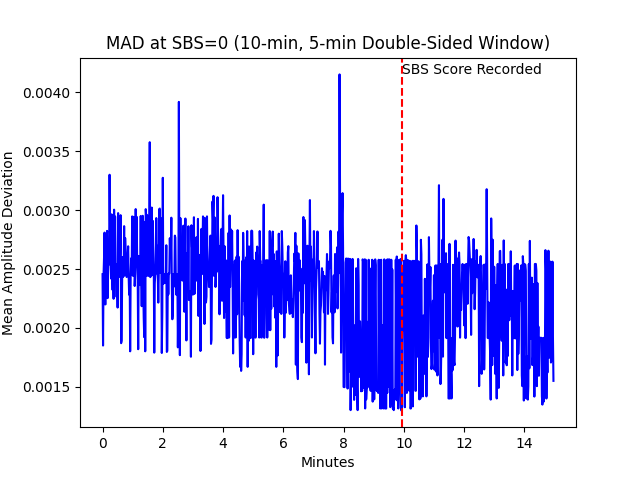 MAD at SBS=0 (10-min, 5-min Double-Sided Window)
SBS Score Recorded
Mean Amplitude Deviation
0.0040
0.0035
0.0030
0.0025
0.0020
0.0015
0 2 4 6 8 10 12 14
Minutes